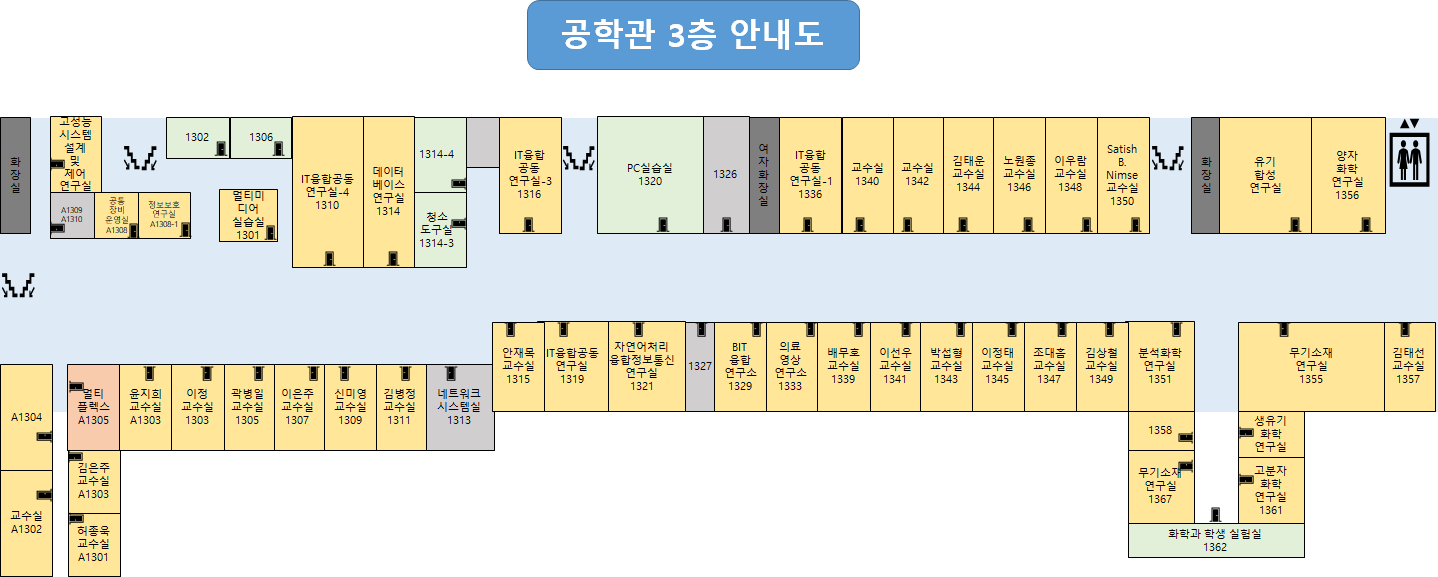 공학관 3층 안내도
화
장
실
고성능
시스템
설계
및
제어
연구실
A1309
A1310
공동
장비
운영실
A1308
정보보호
연구실
A1308-1
1302
1306
멀티미
디어
실습실
1301
IT융합공동
연구실-4
1310
데이터
베이스
연구실
1314
1314-4
청소
도구실
1314-3
IT융합
공동
연구실-3
1316
PC실습실
1320
1326
여
자
화
장
실
IT융합
공동
연구실-1
1336
교수실
1340
교수실
1342
김태운
교수실
1344
노원종
교수실
1346
이우람
교수실
1348
Satish
B.
Nimse
교수실
1350
화
장
실
유기
합성
연구실
양자
화학
연구실
1356
A1304
교수실
A1302
멀티
플렉스
A1305
김은주
교수실
A1303
허종욱
교수실
A1301
윤지희
교수실
A1303
이정
교수실
1303
곽병일
교수실
1305
이은주
교수실
1307
신미영
교수실
1309
김병정
교수실
1311
네트워크
시스템실
1313
안재목
교수실
1315
IT융합공동
연구실
1319
자연어처리
융합정보통신
연구실
1321
1327
BIT
융합
연구소
1329
의료
영상
연구소
1333
배무호
교수실
1339
이선우
교수실
1341
박섭형
교수실
1343
이정태
교수실
1345
조대흠
교수실
1347
김상철
교수실
1349
분석화학
연구실
1351
1358
무기소재
연구실
1367
화학과 학생 실험실
1362
무기소재
연구실
1355
생유기
화학
연구실
고분자
화학
연구실
1361
김태선
교수실
1357